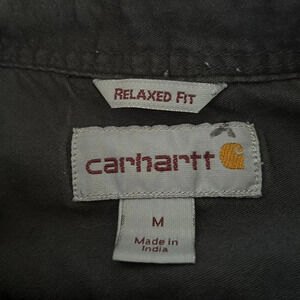 RELAXED FIT
carhartt
M
Made in
India